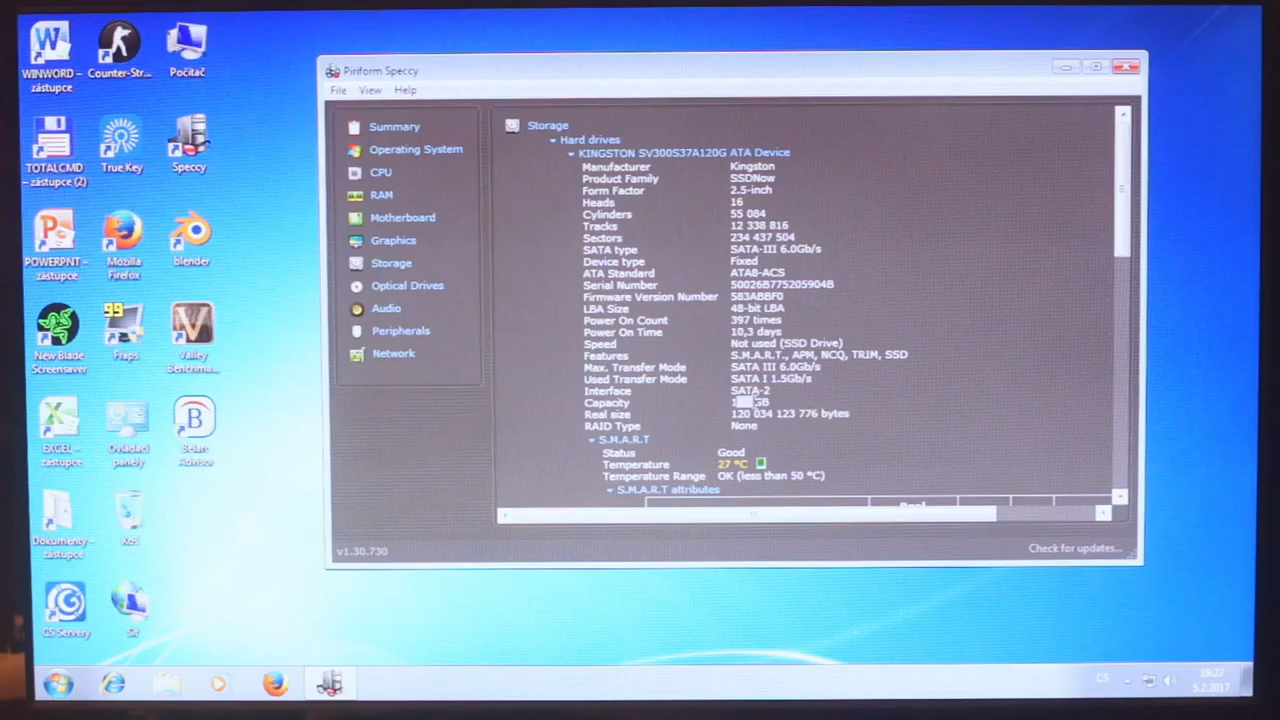 WINWORD –
zástupce
Counter-Str...
Počítač
TOTALCMD
– zástupce (2)
True Key
Speccy
POWERPNT –
zástupce
Mozilla
Firefox
blender
New Blade
Screensaver
99
Fraps
Valley
Benchma...
EXCEL –
zástupce
Ovládací
panely
B
Belarc
Advisor
Dokumenty –
zástupce
Koš
GS Servery
Síť
Piriform Speccy
File View Help
Summary
Operating System
CPU
RAM
Motherboard
Graphics
Storage
Optical Drives
Audio
Peripherals
Network
Storage
Hard drives
KINGSTON SV300S37A120G ATA Device
Manufacturer Kingston
Product Family SSDNow
Form Factor 2.5-inch
Heads 16
Cylinders 55 084
Tracks 12 338 816
Sectors 234 437 504
SATA type SATA-III 6.0Gb/s
Device type Fixed
ATA Standard ATA8-ACS
Serial Number 50026B775205904B
Firmware Version Number 583ABBF0
LBA Size 48-bit LBA
Power On Count 397 times
Power On Time 10,3 days
Speed Not used (SSD Drive)
Features S.M.A.R.T., APM, NCQ, TRIM, SSD
Max. Transfer Mode SATA III 6.0Gb/s
Used Transfer Mode SATA I 1.5Gb/s
Interface SATA-2
Capacity GB
Real size 120 034 123 776 bytes
RAID Type None
S.M.A.R.T
Status Good
Temperature 27 °C
Temperature Range OK (less than 50 °C)
S.M.A.R.T attributes
v1.30.730
Check for updates...
CS
19:27
5.2.2017